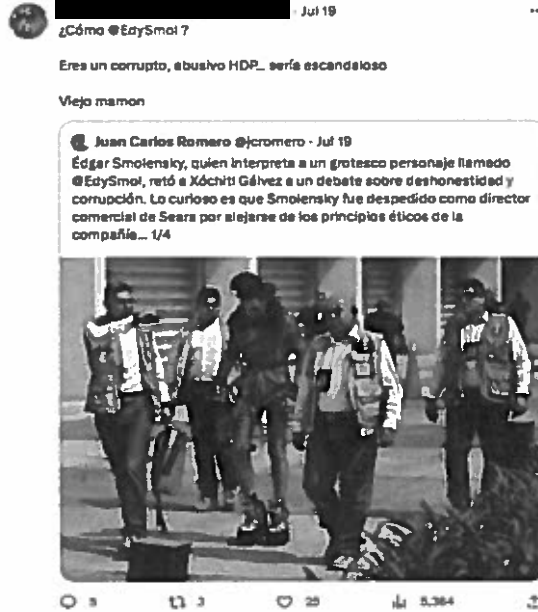 · Jul 19
¿Cómo @EdySmol ?
Eres un corrupto, abusivo HDP... sería escandaloso
Viejo mamon
Juan Carlos Romero @jcromero · Jul 19
Édgar Smolensky, quien interpreta a un grotesco personaje llamado
@EdySmol, retó a Xóchitl Gálvez a un debate sobre deshonestidad y
corrupción. Lo curioso es que Smolensky fue despedido como director
comercial de Sears por alejarse de los principios éticos de la
compañía... 1/4
5 3 25 5,364